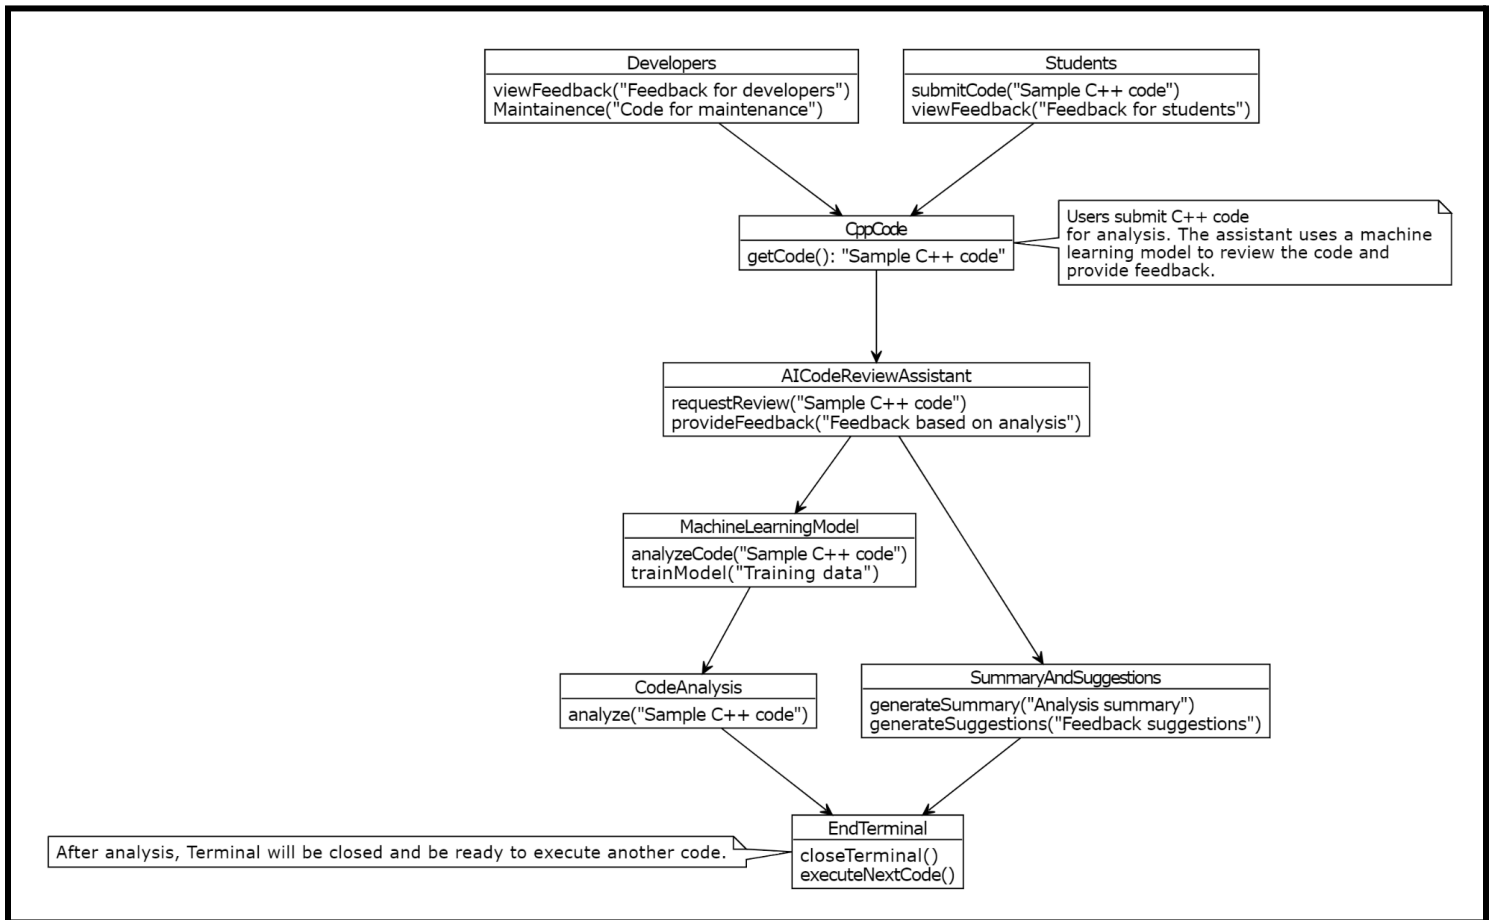 Developers
viewFeedback("Feedback for developers")
Maintainence("Code for maintenance")
Students
submitCode("Sample C++ code")
viewFeedback("Feedback for students")
CppCode
getCode(): "Sample C++ code"
Users submit C++ code
for analysis. The assistant uses a machine
learning model to review the code and
provide feedback.
AICodeReviewAssistant
requestReview("Sample C++ code")
provideFeedback("Feedback based on analysis")
MachineLearningModel
analyzeCode("Sample C++ code")
trainModel("Training data")
CodeAnalysis
analyze("Sample C++ code")
SummaryAndSuggestions
generateSummary("Analysis summary")
generateSuggestions("Feedback suggestions")
EndTerminal
closeTerminal()
executeNextCode()
After analysis, Terminal will be closed and be ready to execute another code.